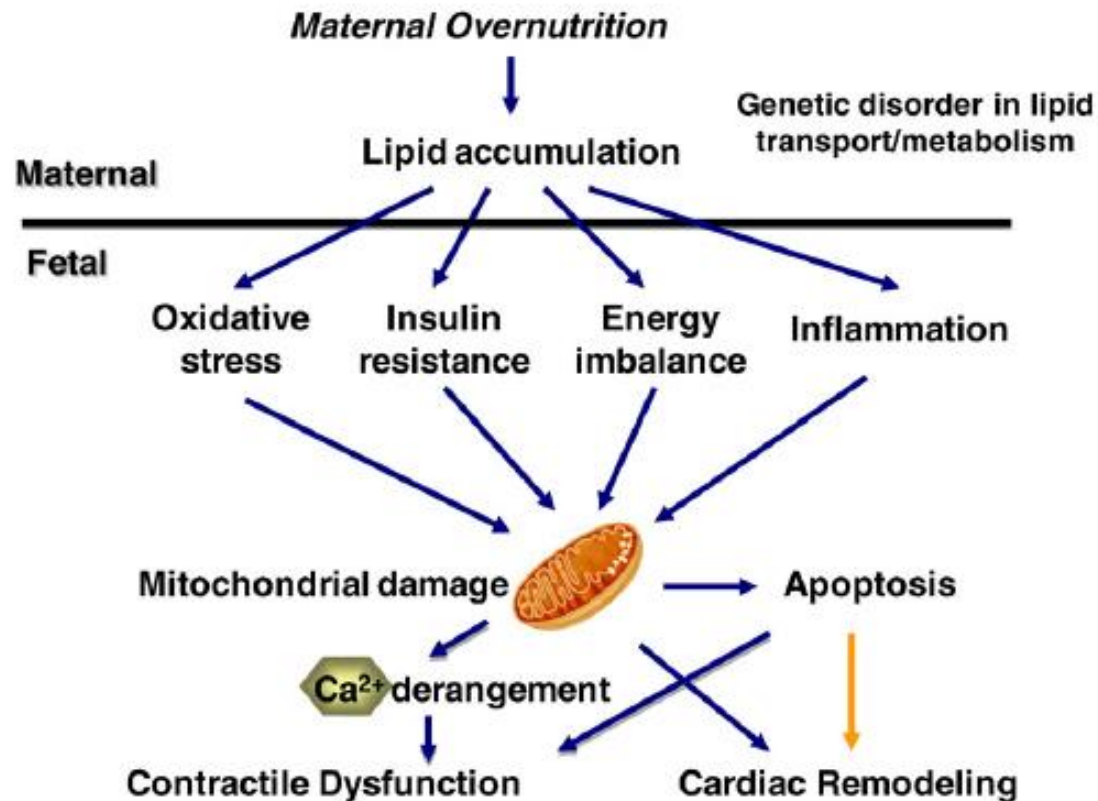 Maternal Overnutrition
Genetic disorder in lipid
transport/metabolism
Lipid accumulation
Maternal
Fetal
Oxidative
stress
Insulin
resistance
Energy
imbalance
Inflammation
Mitochondrial damage
Apoptosis
Ca²⁺ derangement
Contractile Dysfunction
Cardiac Remodeling